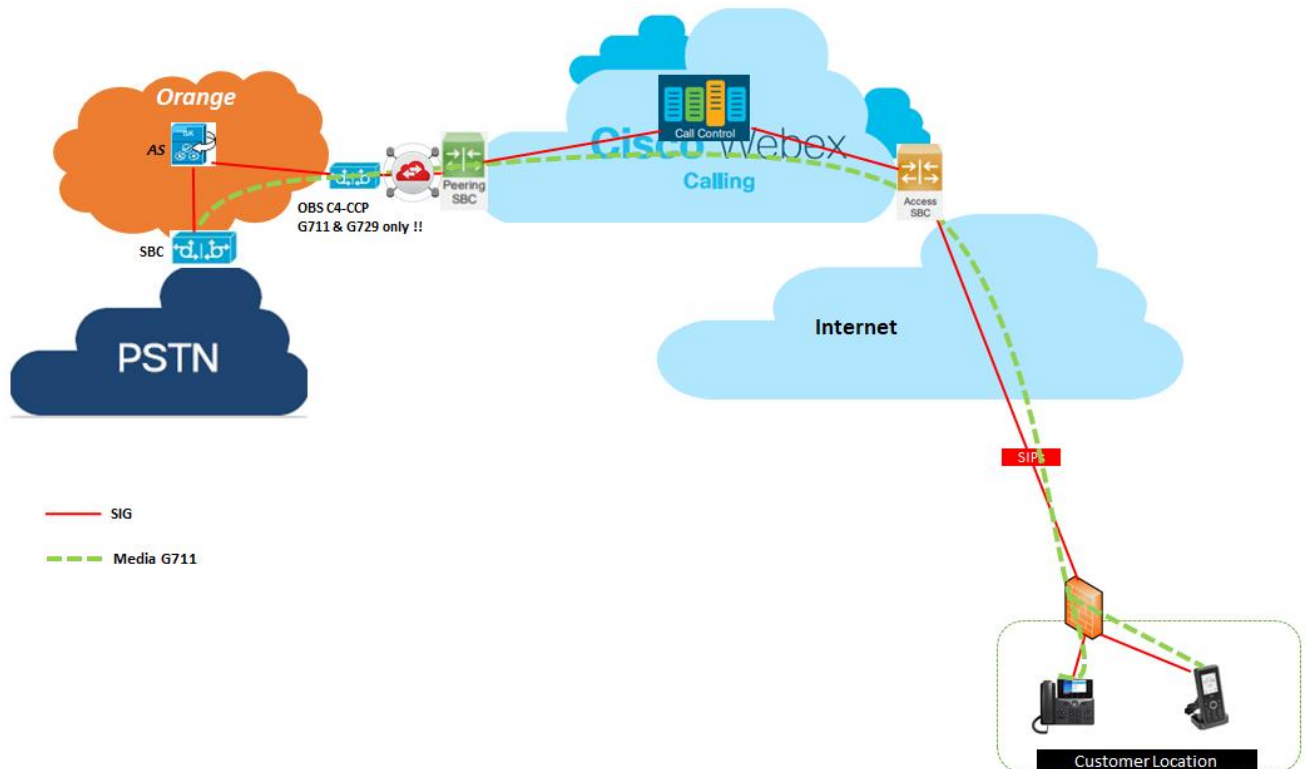 Orange
AS
OBS C4-CCP
G711 & G729 only !!
SBC
PSTN
Peering
SBC
Call Control
Cisco Webex
Calling
Access
SBC
Internet
SIPs
SIG
Media G711
Customer Location